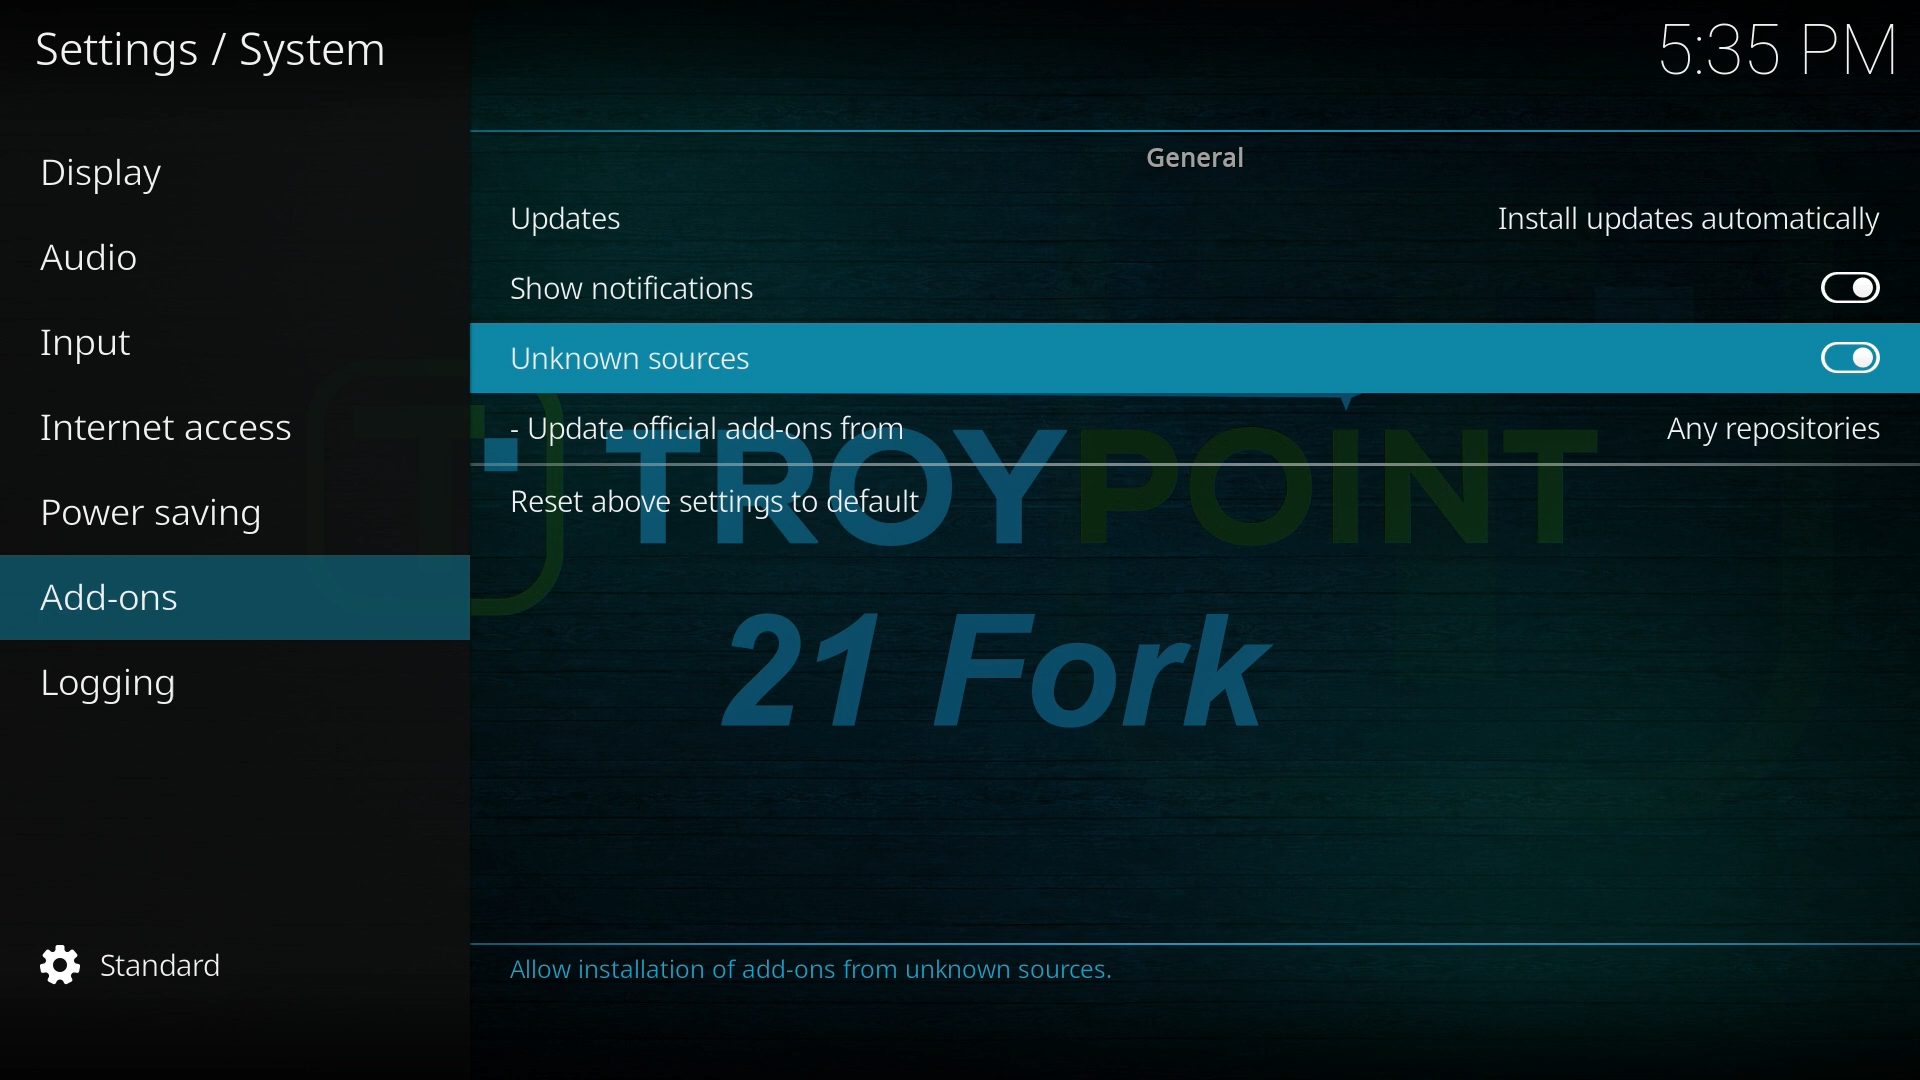 Settings / System
5:35 PM
Display
Audio
Input
Internet access
Power saving
Add-ons
Logging
Standard
General
Updates Install updates automatically
Show notifications
Unknown sources
- Update official add-ons from Any repositories
Reset above settings to default
TROYPOINT
21 Fork
Allow installation of add-ons from unknown sources.